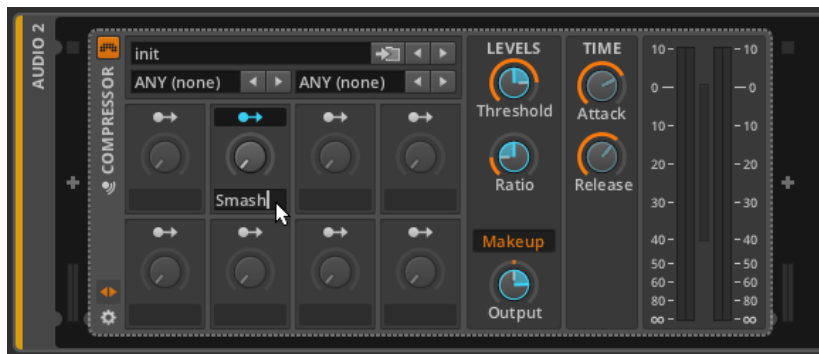 AUDIO 2
COMPRESSOR
init
ANY (none)
ANY (none)
Smash
LEVELS
Threshold
Ratio
Makeup
Output
TIME
Attack
Release
10 - - 10
0 - - 0
10 - - 10
20 - - 20
30 - - 30
40 - - 40
50 - - 50
60 - - 60
80 - - 80
∞ - - ∞